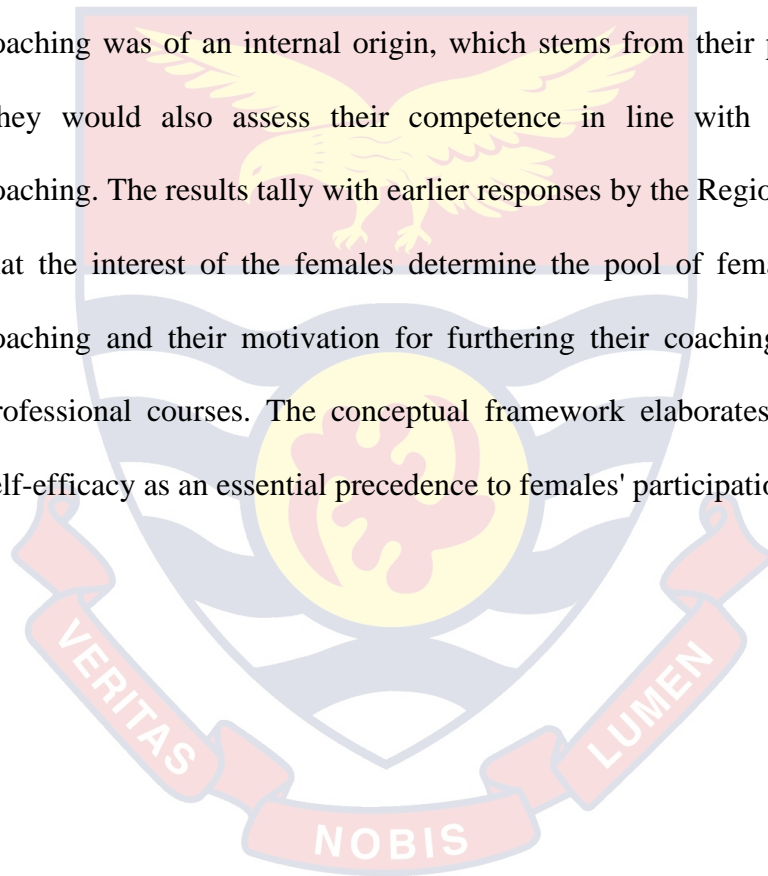 oaching was of an internal origin, which stems from their p
hey would also assess their competence in line with
oaching. The results tally with earlier responses by the Regio
at the interest of the females determine the pool of fema
oaching and their motivation for furthering their coaching
rofessional courses. The conceptual framework elaborates
elf-efficacy as an essential precedence to females' participatio
VERITAS
NOBIS
LUMEN